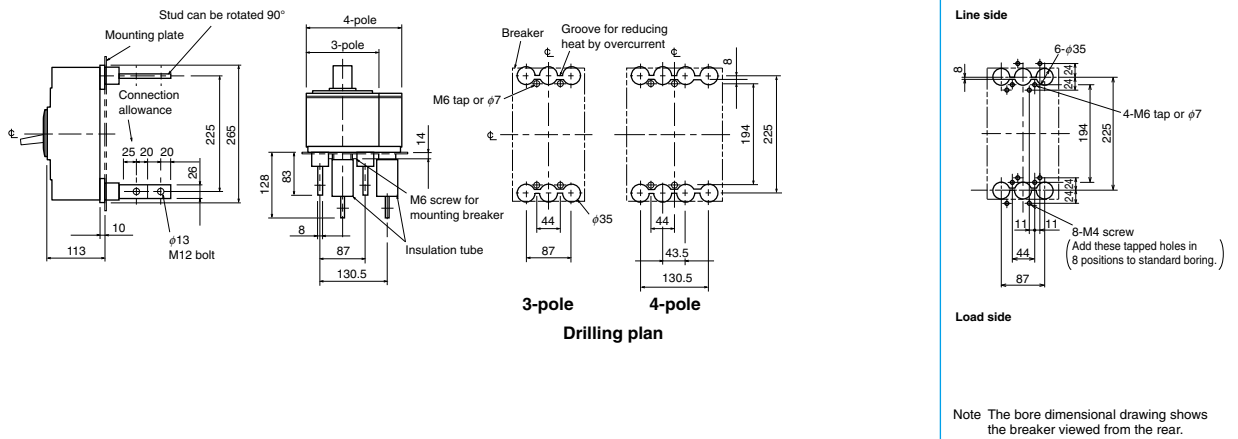 Stud can be rotated 90°
Mounting plate
Connection
allowance
25 20 20
26
225
265
10
113
φ13
M12 bolt
℄
4-pole
3-pole
14
128
83
8
87
130.5
M6 screw for
mounting breaker
Insulation tube
Breaker
Groove for reducing
heat by overcurrent
℄
℄
8
M6 tap or φ7
℄
194
225
φ35
44
87
44
43.5
130.5
3-pole
4-pole
Drilling plan
Line side
6-φ35
8
24 24
4-M6 tap or φ7
194
225
24 24
11 11
44
87
8-M4 screw
(Add these tapped holes in
8 positions to standard boring.)
Load side
Note The bore dimensional drawing shows
the breaker viewed from the rear.